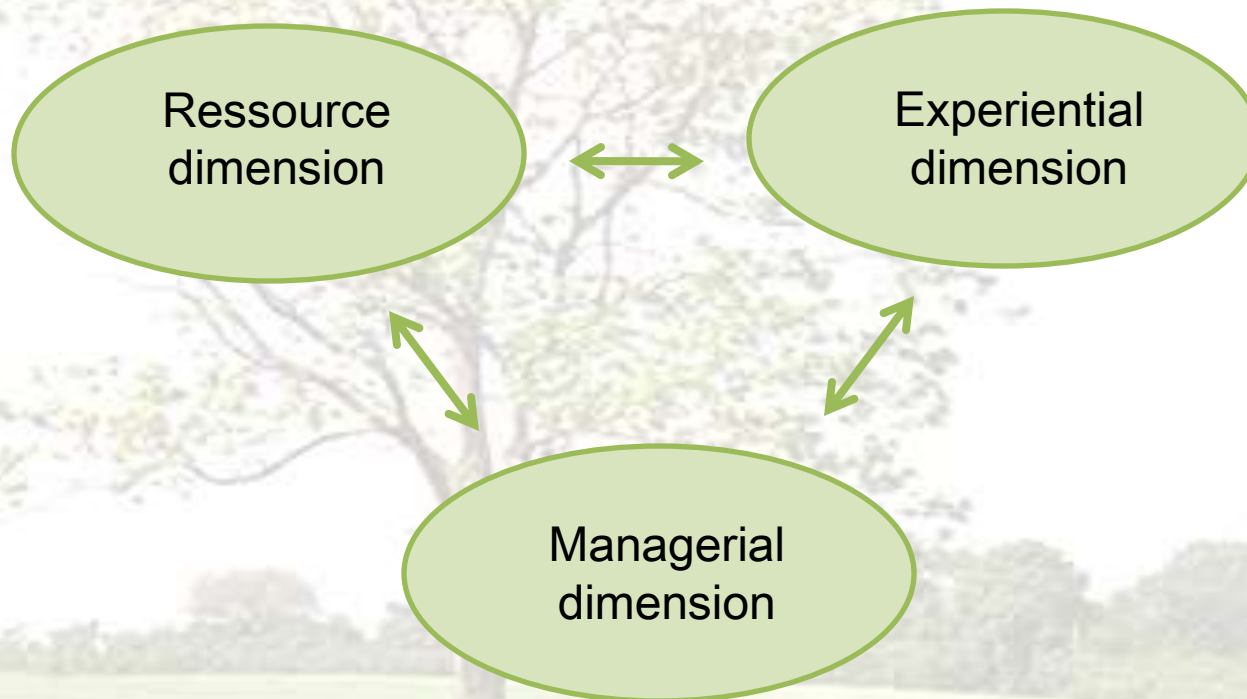 Ressource
dimension
Experiential
dimension
Managerial
dimension